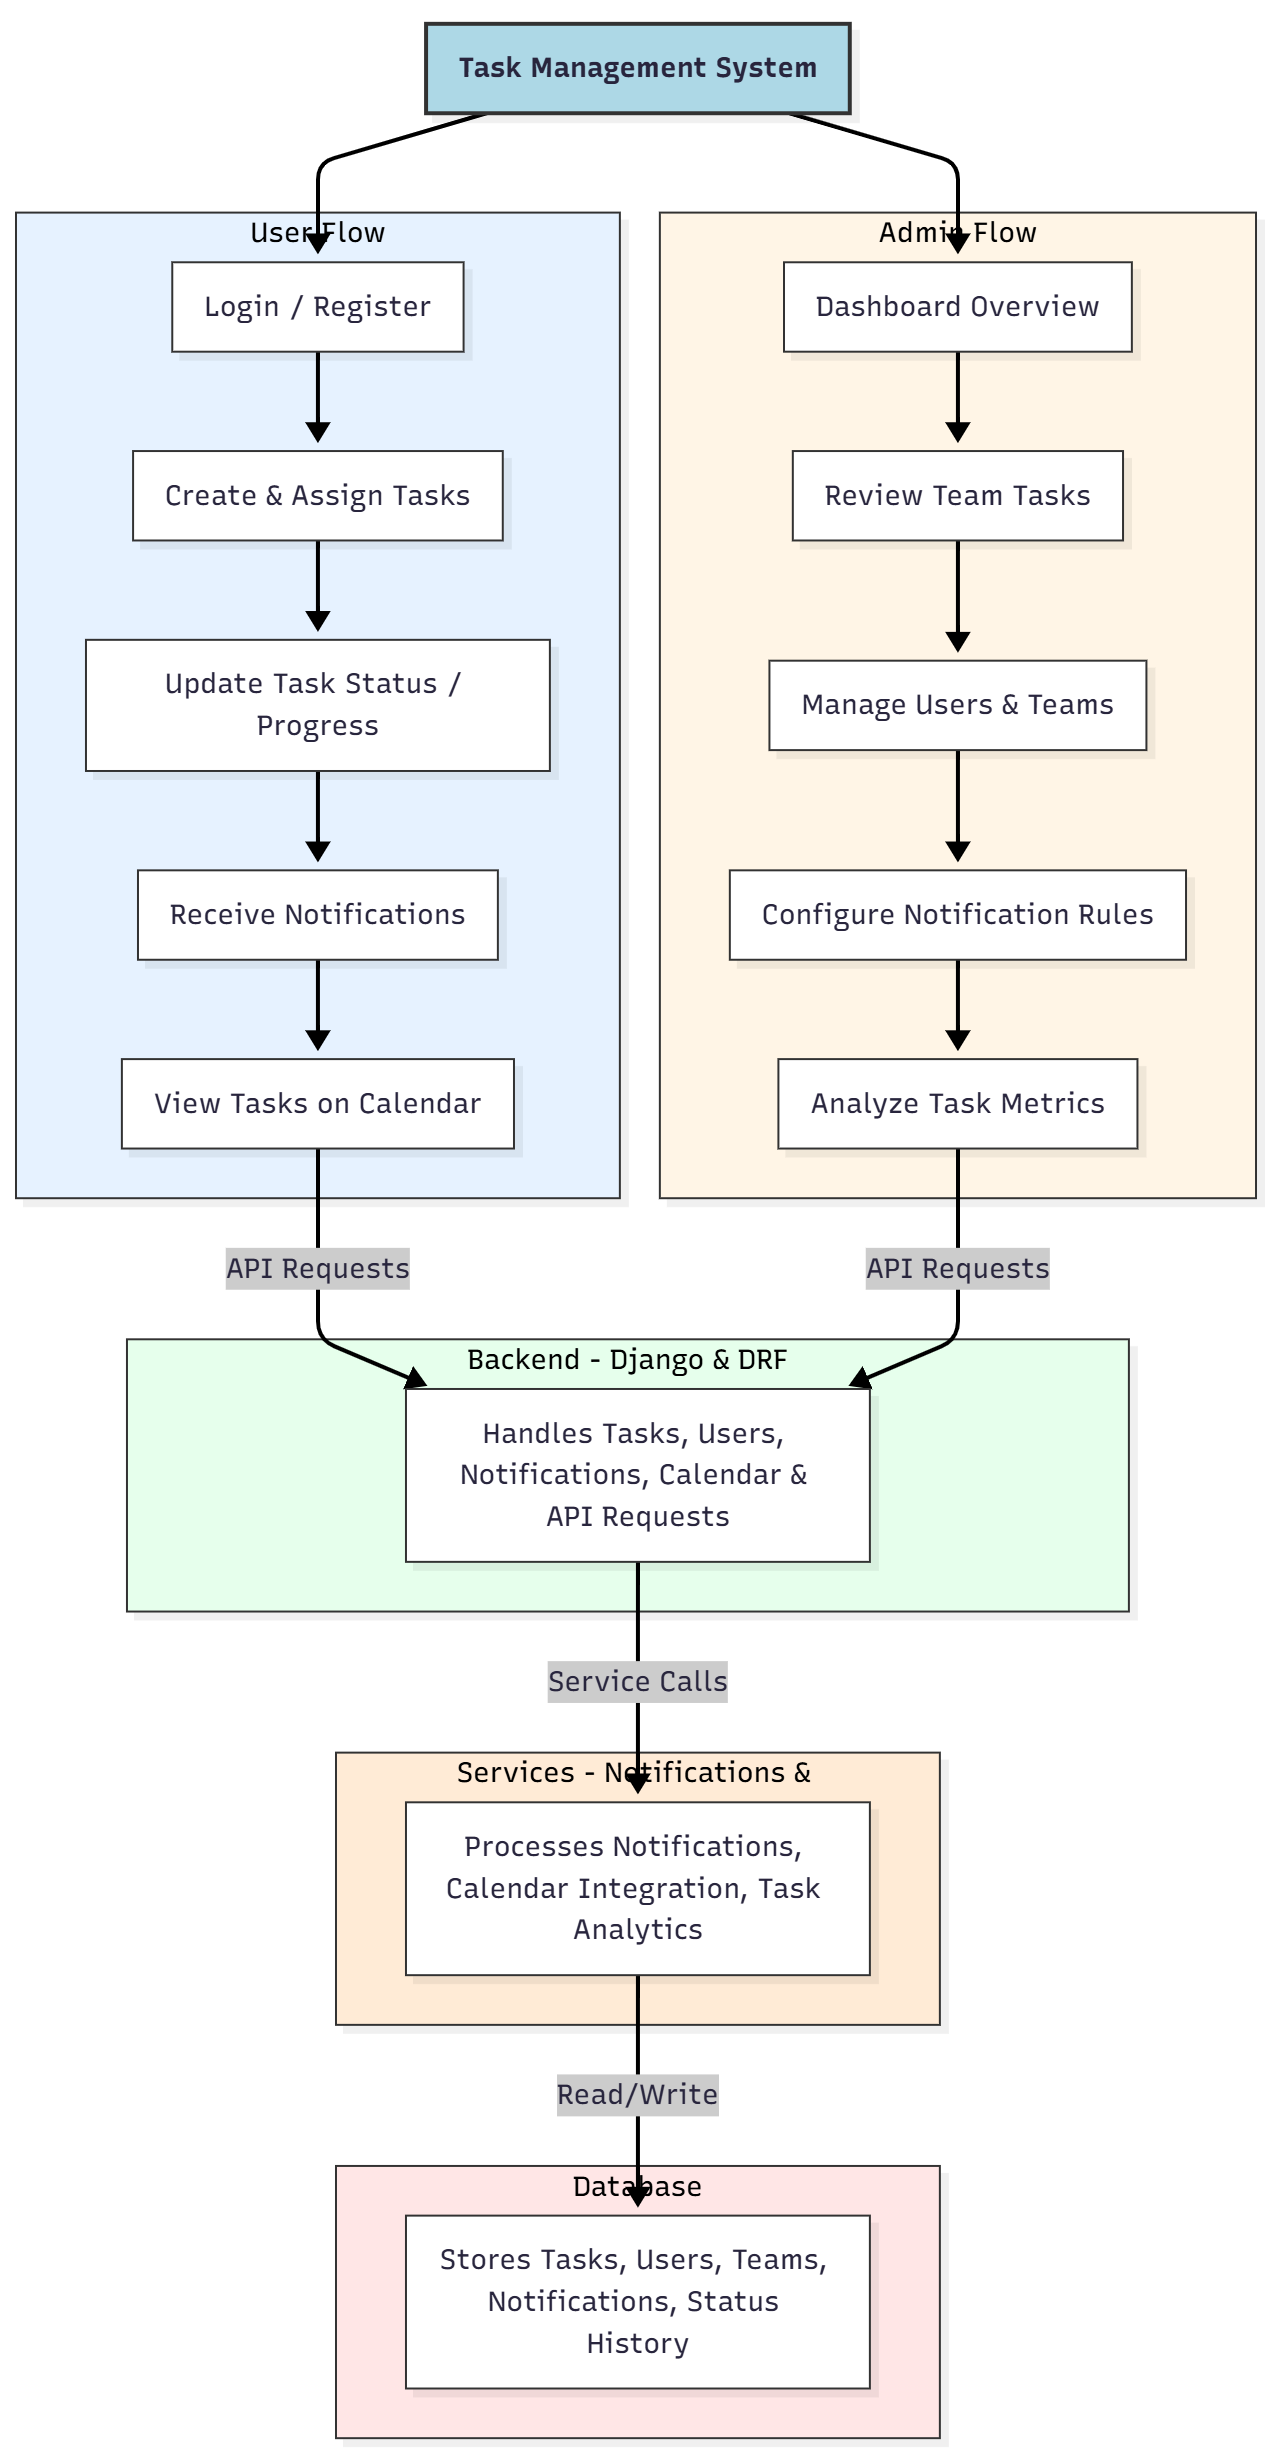 Task Management System
User Flow
Login / Register
Create & Assign Tasks
Update Task Status /
Progress
Receive Notifications
View Tasks on Calendar
Admin Flow
Dashboard Overview
Review Team Tasks
Manage Users & Teams
Configure Notification Rules
Analyze Task Metrics
API Requests
API Requests
Backend - Django & DRF
Handles Tasks, Users,
Notifications, Calendar &
API Requests
Service Calls
Services - Notifications &
Processes Notifications,
Calendar Integration, Task
Analytics
Read/Write
Database
Stores Tasks, Users, Teams,
Notifications, Status
History